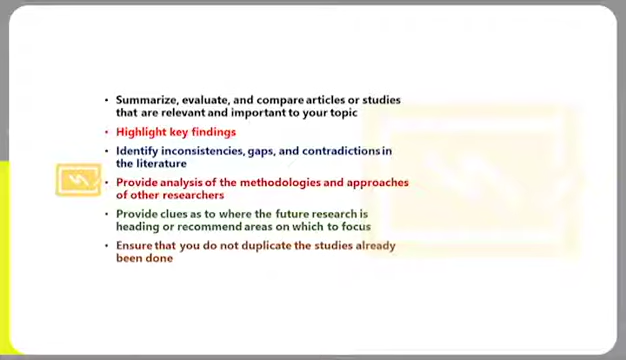 • Summarize, evaluate, and compare articles or studies
that are relevant and important to your topic
• Highlight key findings
• Identify inconsistencies, gaps, and contradictions in
the literature
• Provide analysis of the methodologies and approaches
of other researchers
• Provide clues as to where the future research is
heading or recommend areas on which to focus
• Ensure that you do not duplicate the studies already
been done